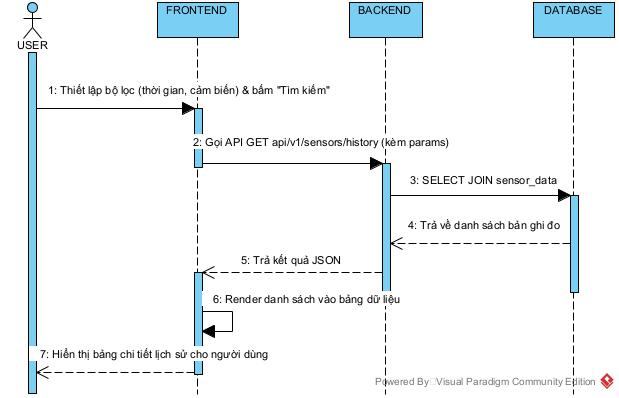 USER
FRONTEND
BACKEND
DATABASE
1: Thiết lập bộ lọc (thời gian, cảm biến) & bấm "Tìm kiếm"
2: Gọi API GET api/v1/sensors/history (kèm params)
3: SELECT JOIN sensor_data
4: Trả về danh sách bản ghi đo
5: Trả kết quả JSON
6: Render danh sách vào bảng dữ liệu
7: Hiển thị bảng chi tiết lịch sử cho người dùng
Powered By Visual Paradigm Community Edition